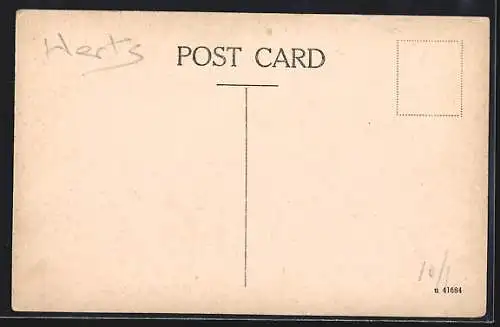 Herts
POST CARD
10/1
u 41684